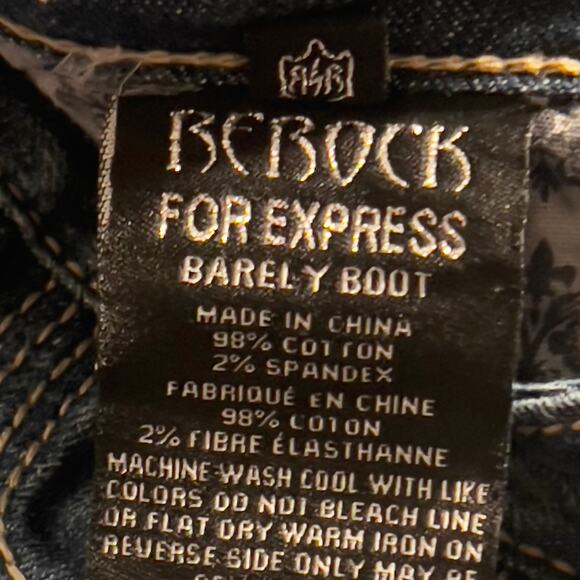 RSR
REROCK
FOR EXPRESS
BARELY BOOT
MADE IN CHINA
98% COTTON
2% SPANDEX
FABRIQUÉ EN CHINE
98% COTON
2% FIBRE ÉLASTHANNE
MACHINE WASH COOL WITH LIKE
COLORS DO NOT BLEACH LINE
OR FLAT DRY WARM IRON ON
REVERSE SIDE ONLY MAY BE